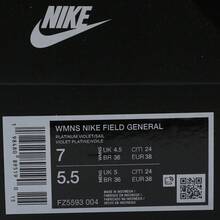 NIKE
WMNS NIKE FIELD GENERAL
PLATINUM VIOLET/SAIL
VIOLET PLATINE/VOILE
7 UK 4.5 CM 24
BR 36 EUR 38
5.5 UK 5 CM 24
BR 36 EUR 38
FZ5593 004
MADE IN INDONESIA